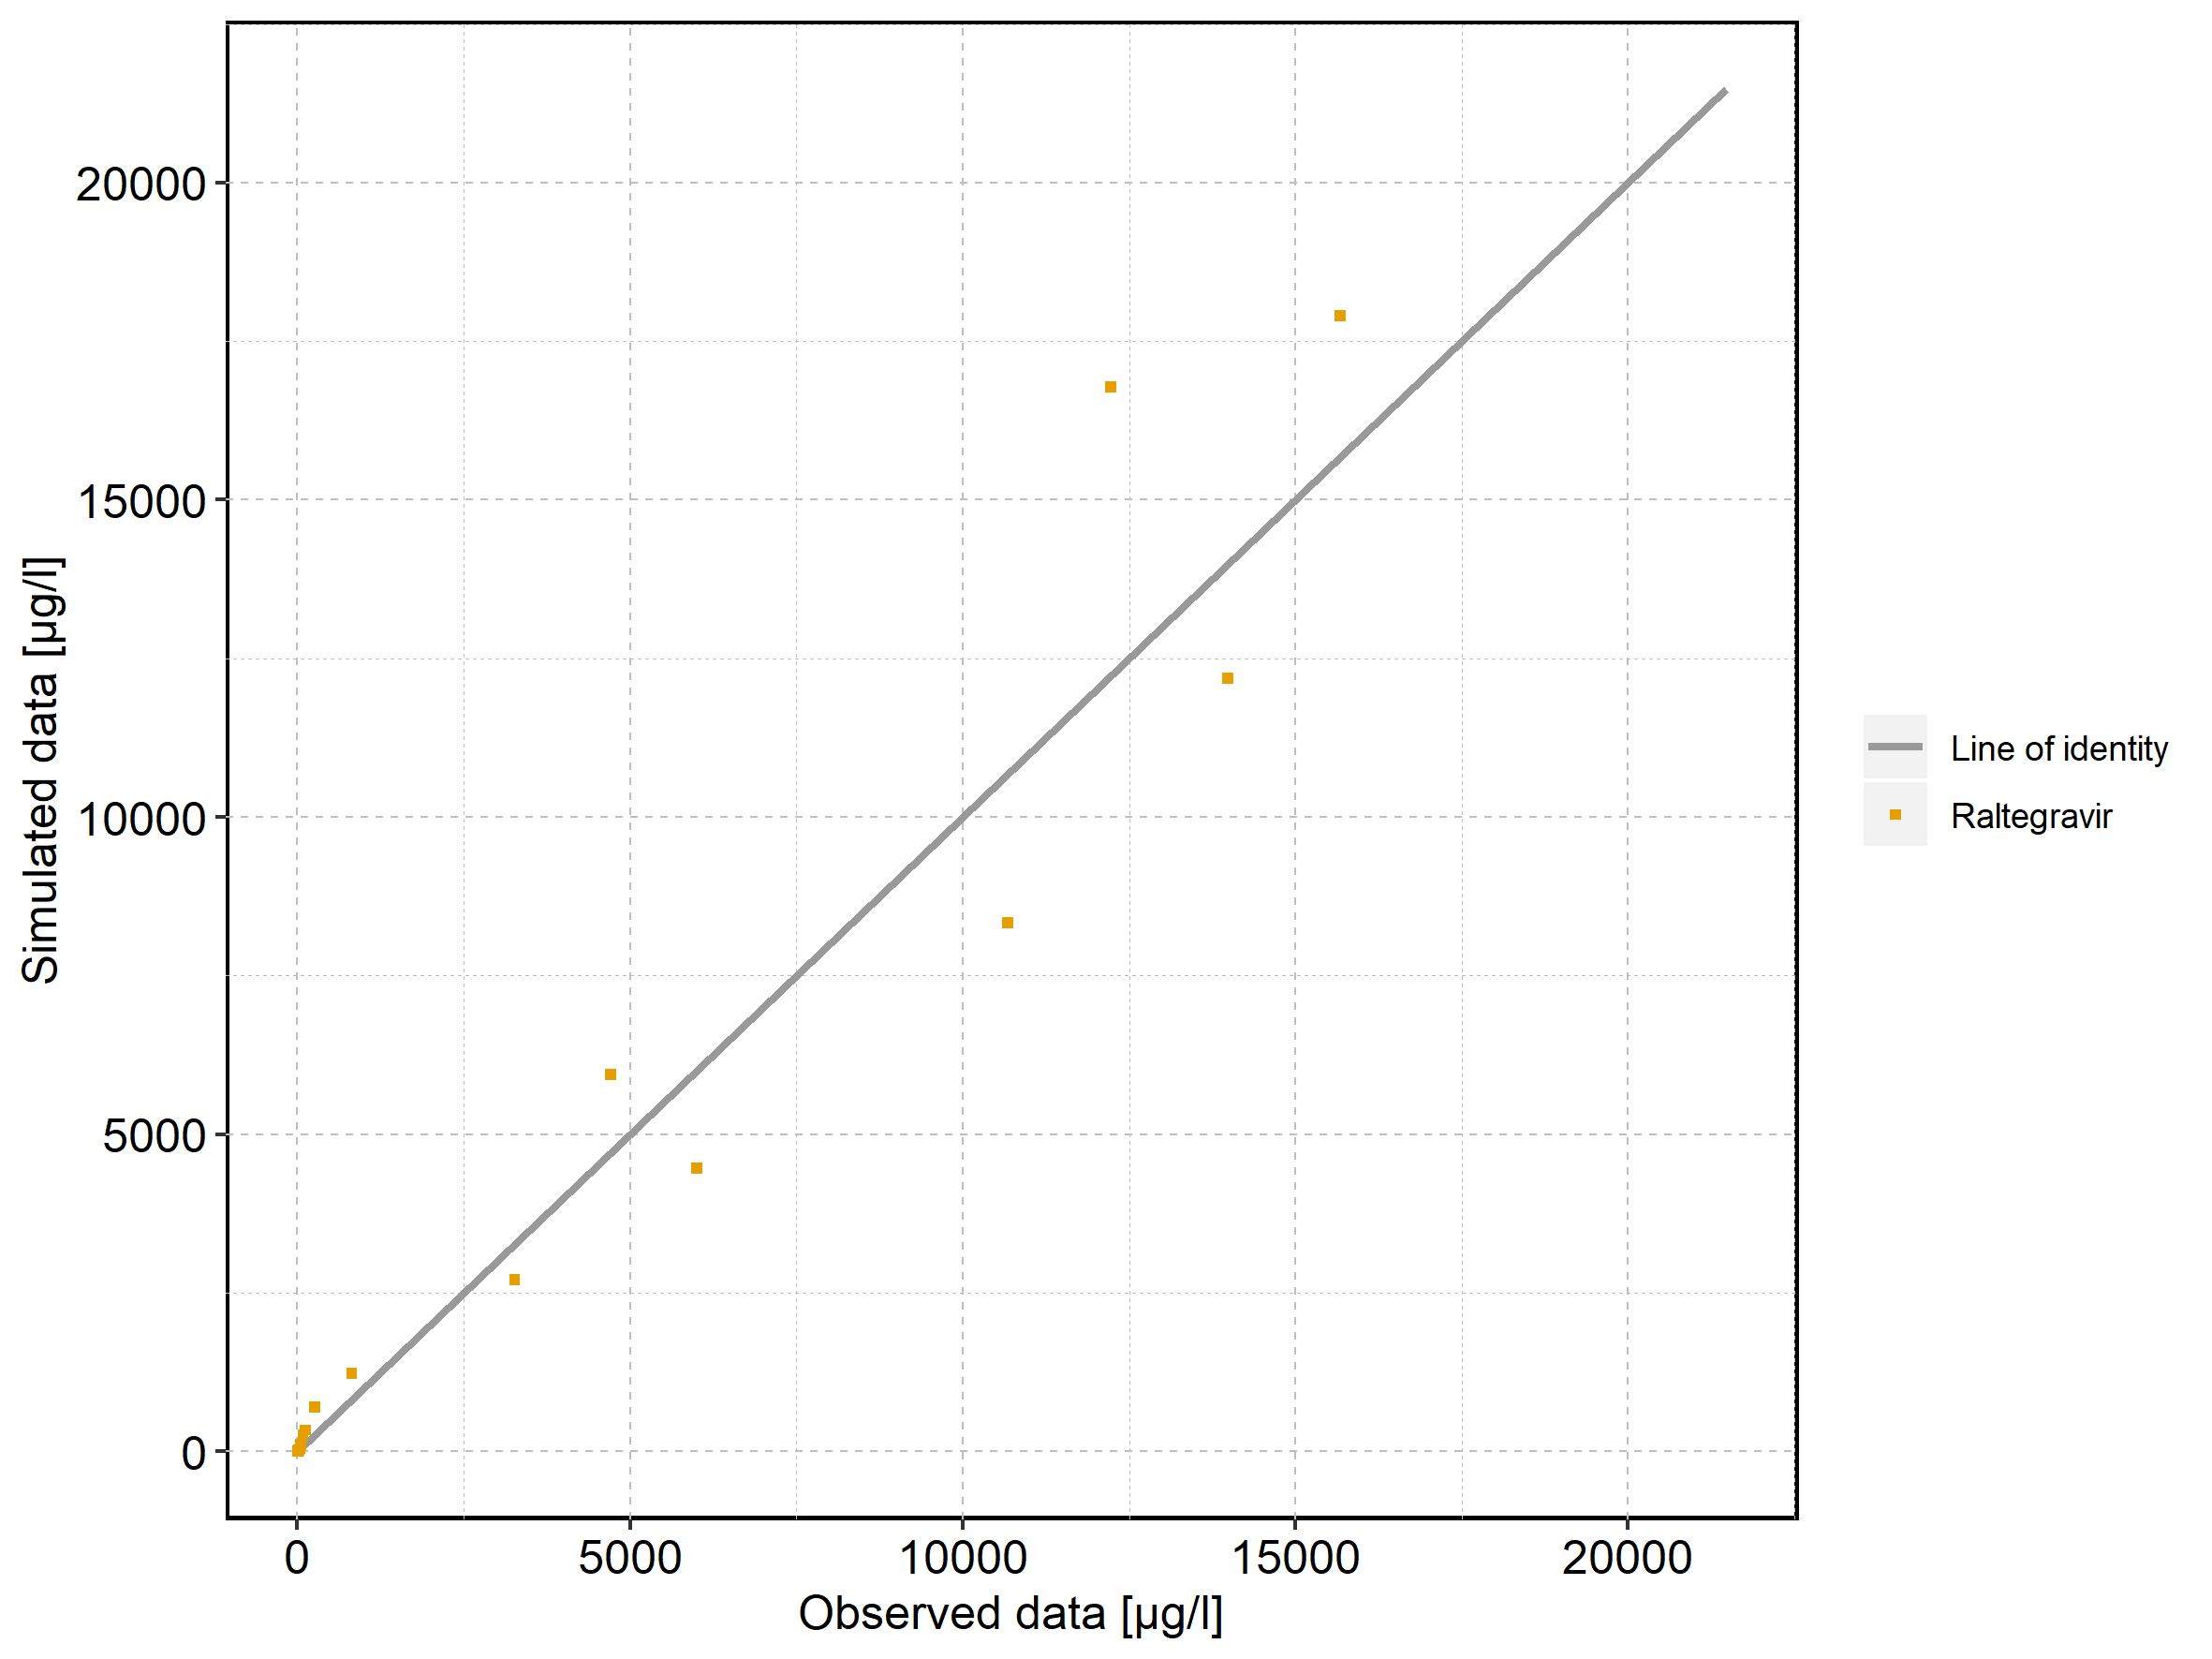 20000
15000
10000
5000
0
Simulated data [µg/l]
0 5000 10000 15000 20000
Observed data [µg/l]
Line of identity
Raltegravir